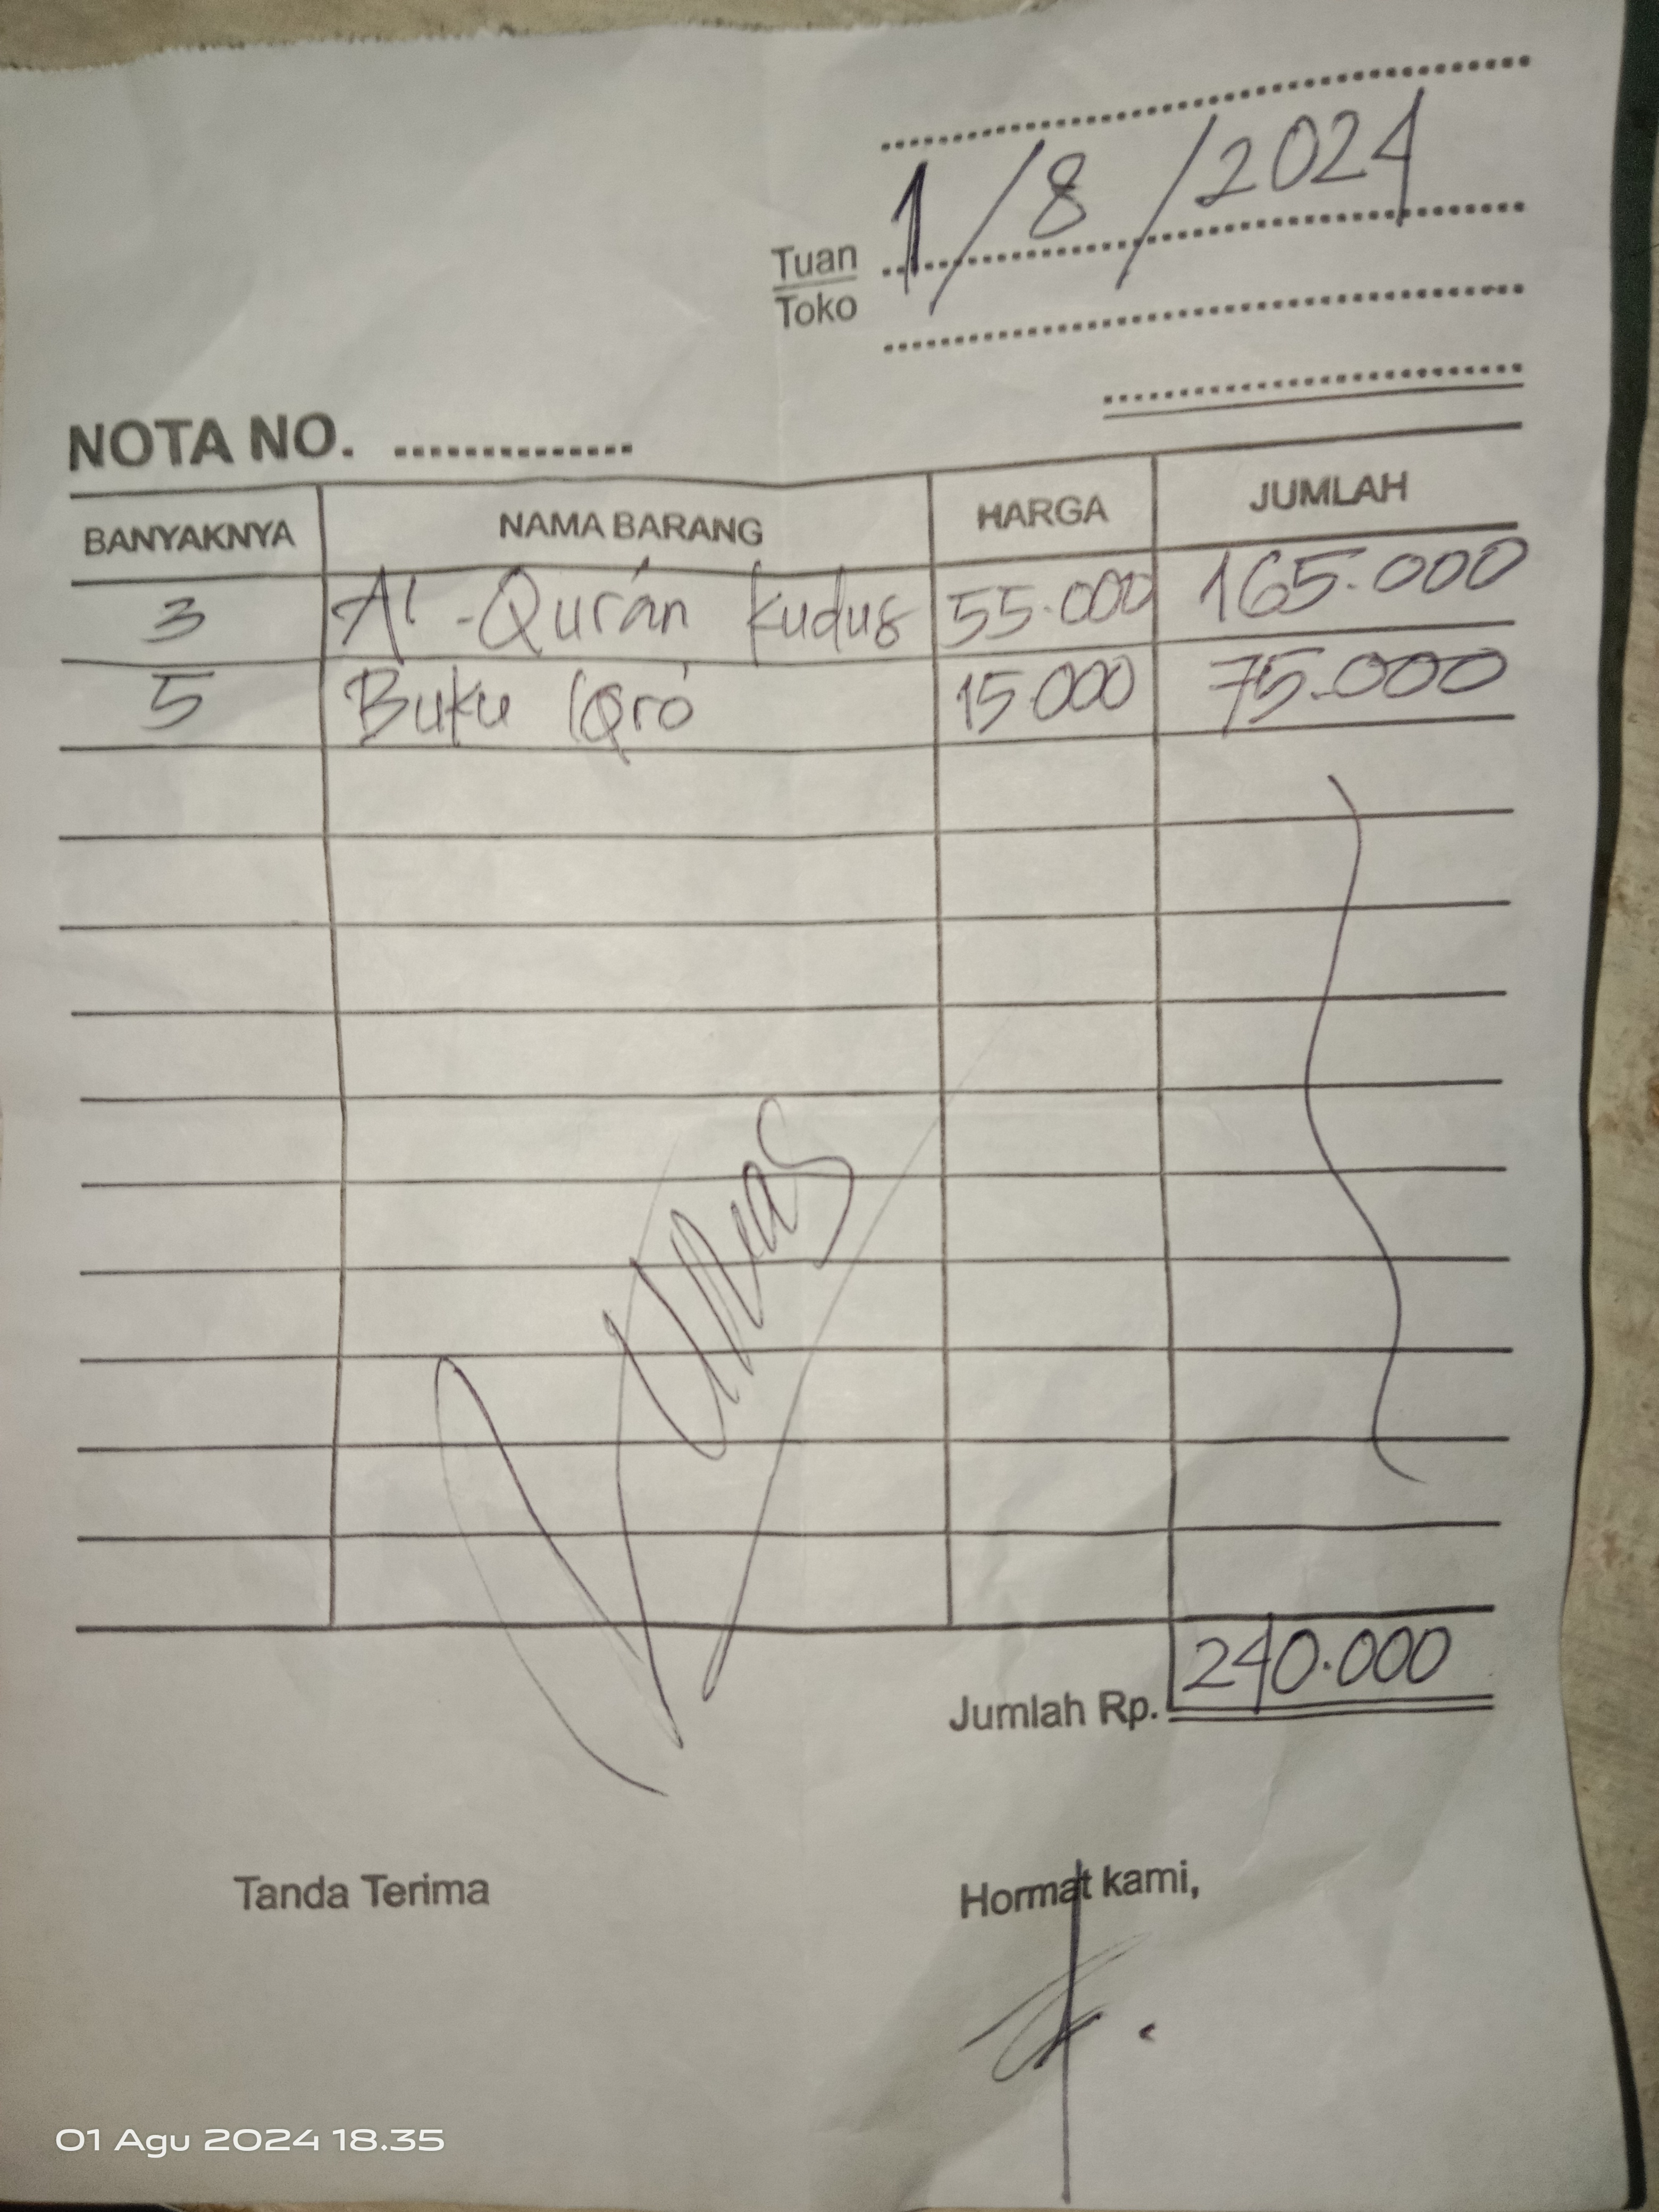 1/8/2024
Tuan
Toko
NOTA NO. ..............
BANYAKNYA NAMA BARANG HARGA JUMLAH
3 Al-Qur'an kudus 55.000 165.000
5 Buku IQro' 15.000 75.000
Lunas
Jumlah Rp. 240.000
Tanda Terima Hormat kami,
01 Agu 2024 18.35